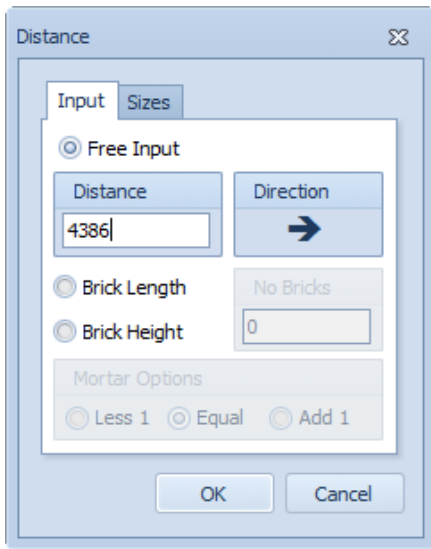 Distance
Input Sizes
Free Input
Distance Direction
4386
Brick Length No Bricks
Brick Height 0
Mortar Options
Less 1 Equal Add 1
OK Cancel